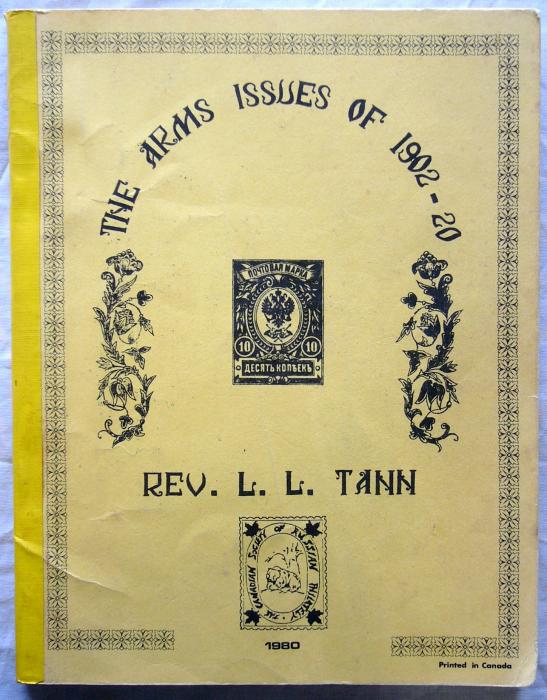 THE ARMS ISSUES OF 1902-20
ПОЧТОВАЯ МАРКА
10 10
ДЕСЯТЬ КОПѢЕКЪ
REV. L. L. TANN
THE CANADIAN SOCIETY OF RUSSIAN PHILATELY
1980
Printed in Canada